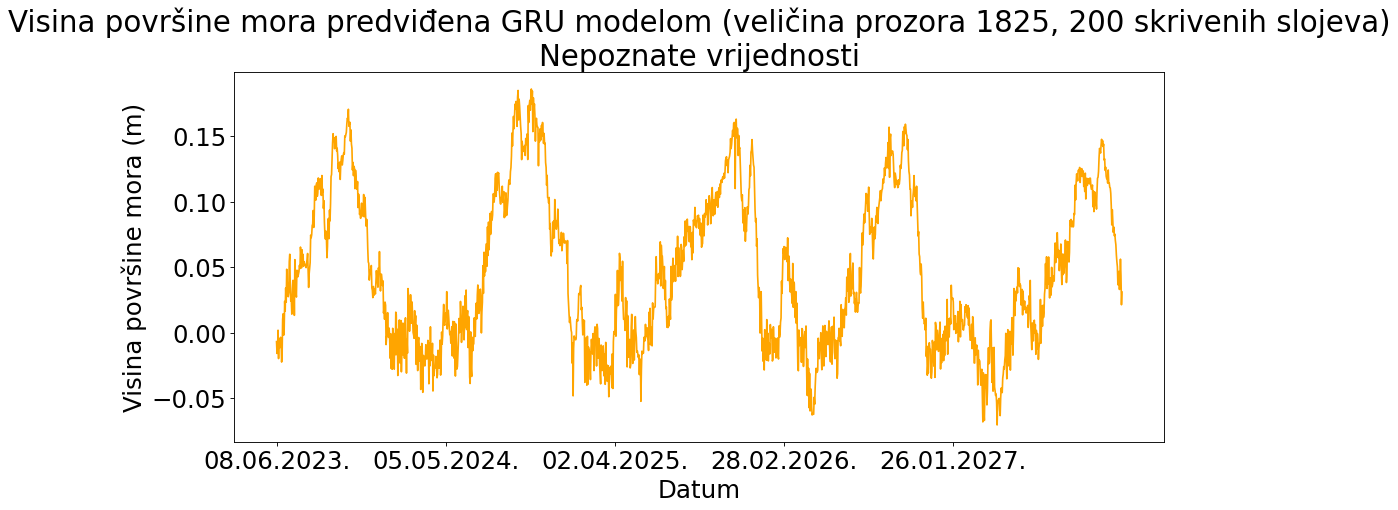 Visina površine mora predviđena GRU modelom (veličina prozora 1825, 200 skrivenih slojeva)
Nepoznate vrijednosti
Visina površine mora (m)
0.15
0.10
0.05
0.00
−0.05
08.06.2023. 05.05.2024. 02.04.2025. 28.02.2026. 26.01.2027.
Datum